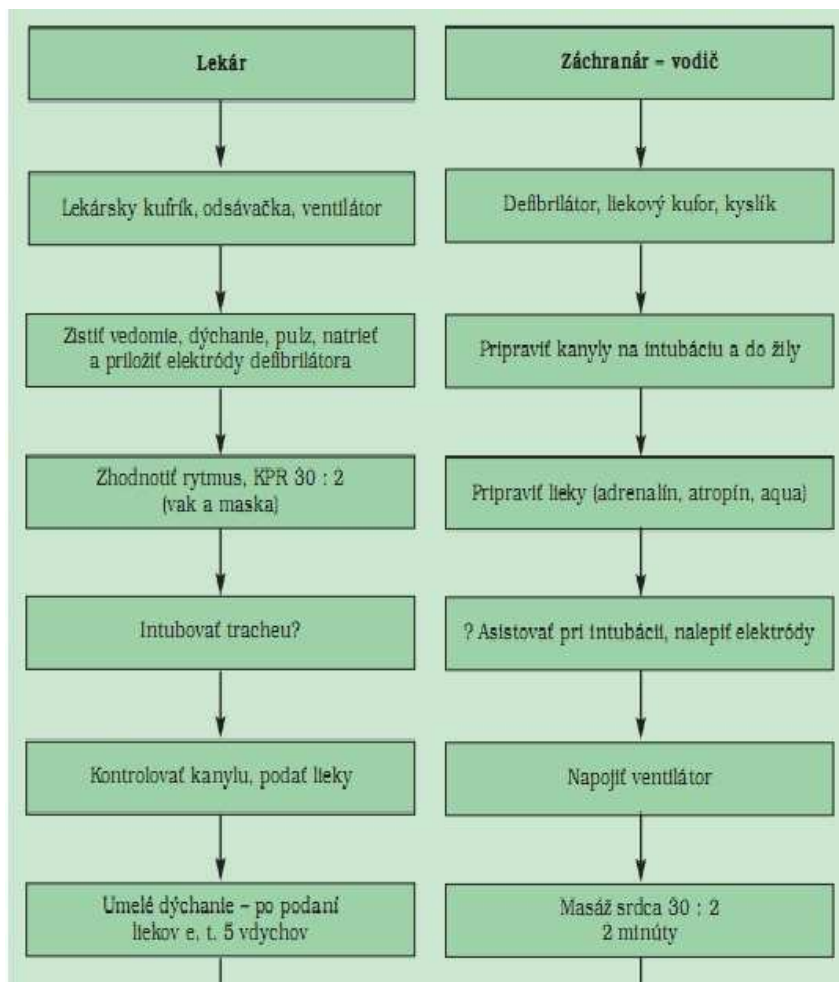 Lekár
Lekársky kufrík, odsávačka, ventilátor
Zistiť vedomie, dýchanie, pulz, natrieť
a priložiť elektródy defibrilátora
Zhodnotiť rytmus, KPR 30 : 2
(vak a maska)
Intubovať tracheu?
Kontrolovať kanylu, podať lieky
Umelé dýchanie – po podaní
liekov e, t. 5 vdychov
Záchranár – vodič
Defibrilátor, liekový kufor, kyslík
Pripraviť kanyly na intubáciu a do žily
Pripraviť lieky (adrenalín, atropín, aqua)
? Asistovať pri intubácii, nalepiť elektródy
Napojiť ventilátor
Masáž srdca 30 : 2
2 minúty